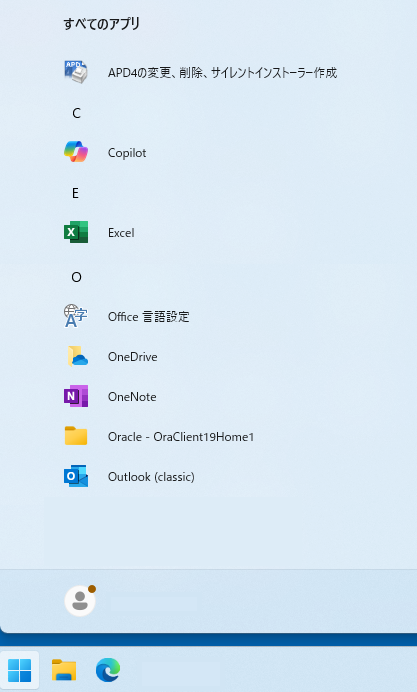 すべてのアプリ
APD4の変更、削除、サイレントインストーラー作成
C
Copilot
E
Excel
O
Office 言語設定
OneDrive
OneNote
Oracle - OraClient19Home1
Outlook (classic)